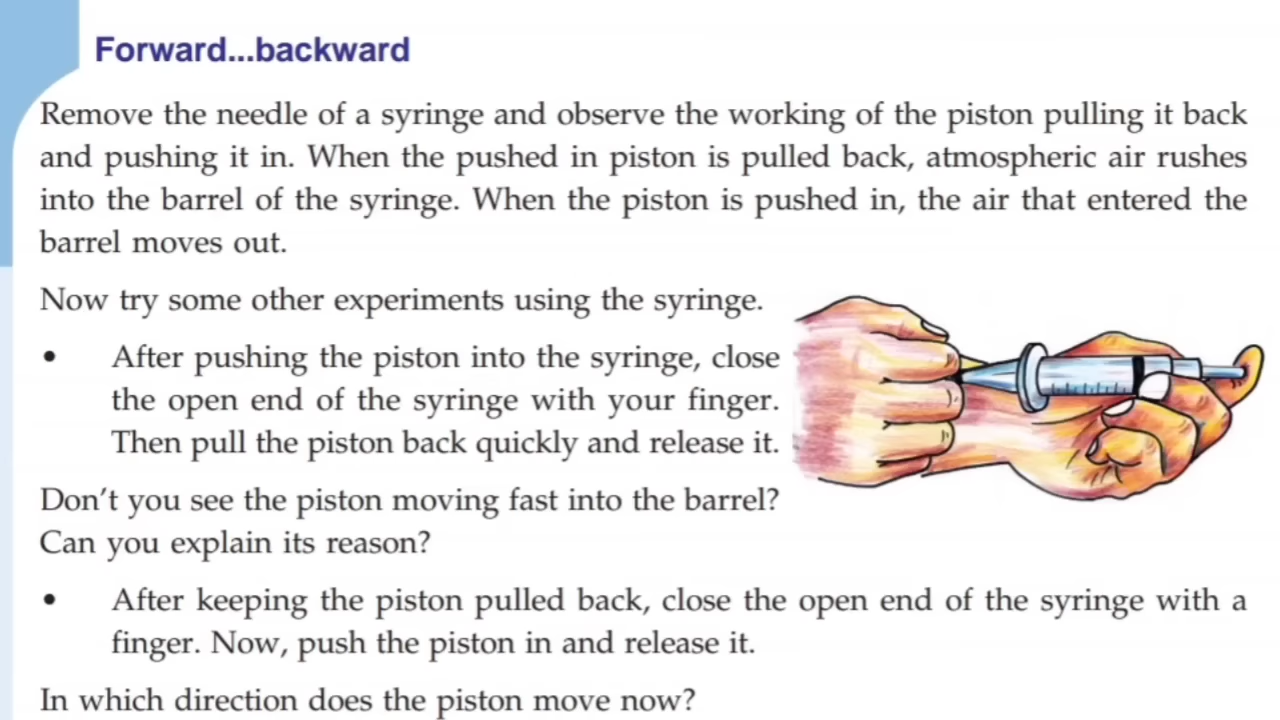 Forward...backward
Remove the needle of a syringe and observe the working of the piston pulling it back
and pushing it in. When the pushed in piston is pulled back, atmospheric air rushes
into the barrel of the syringe. When the piston is pushed in, the air that entered the
barrel moves out.
Now try some other experiments using the syringe.
• After pushing the piston into the syringe, close
the open end of the syringe with your finger.
Then pull the piston back quickly and release it.
Don't you see the piston moving fast into the barrel?
Can you explain its reason?
• After keeping the piston pulled back, close the open end of the syringe with a
finger. Now, push the piston in and release it.
In which direction does the piston move now?